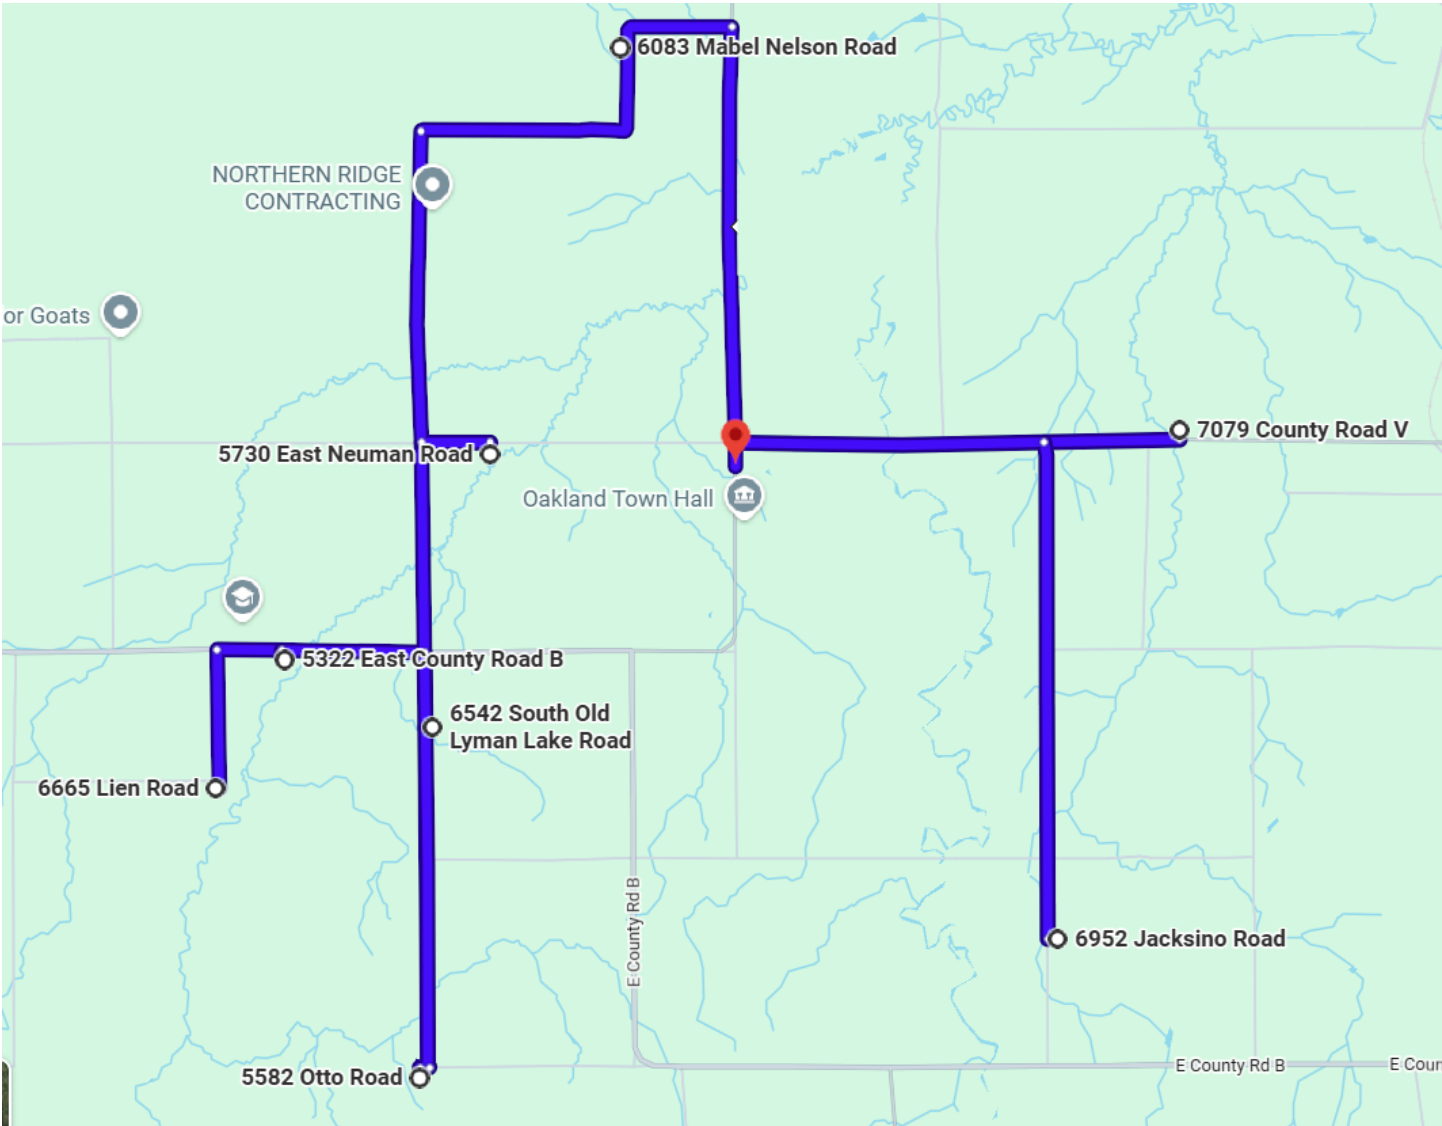 6083 Mabel Nelson Road
NORTHERN RIDGE
CONTRACTING
or Goats
7079 County Road V
5730 East Neuman Road
Oakland Town Hall
5322 East County Road B
6542 South Old
Lyman Lake Road
6665 Lien Road
E County Rd B
6952 Jacksino Road
5582 Otto Road
E County Rd B
E Coun